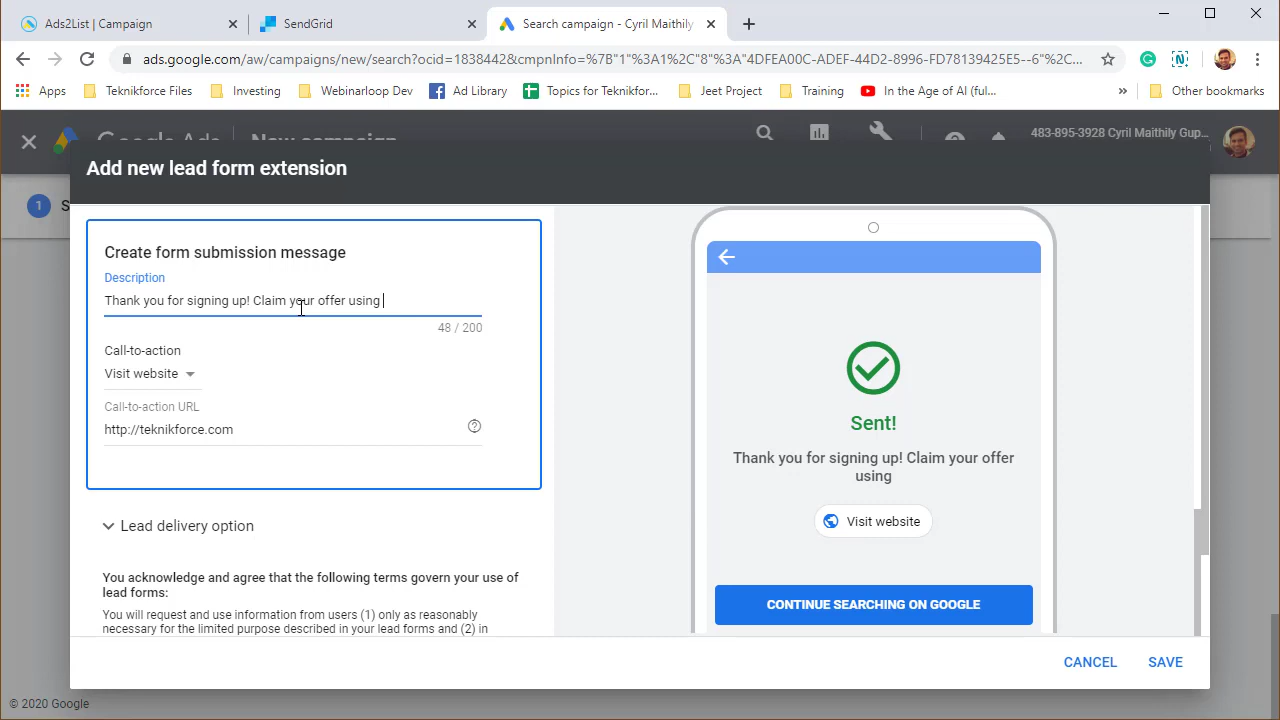 Ads2List | Campaign
SendGrid
Search campaign - Cyril Maithily
ads.google.com/aw/campaigns/new/search?ocid=1838442&cmpnInfo=%7B"1"%3A1%2C"8"%3A"4DFEA00C-ADEF-44D2-8996-FD78139425E5--6"%2C...
Apps
Teknikforce Files
Investing
Webinarloop Dev
Ad Library
Topics for Teknikfor...
Jeet Project
Training
In the Age of AI (ful...
»
Other bookmarks
Google Ads
New campaign
483-895-3928 Cyril Maithily Gup...
1
S
Add new lead form extension
Create form submission message
Description
Thank you for signing up! Claim your offer using
48 / 200
Call-to-action
Visit website
Call-to-action URL
http://teknikforce.com
Lead delivery option
You acknowledge and agree that the following terms govern your use of
lead forms:
You will request and use information from users (1) only as reasonably
necessary for the limited purpose described in your lead forms and (2) in
Sent!
Thank you for signing up! Claim your offer
using
Visit website
CONTINUE SEARCHING ON GOOGLE
CANCEL
SAVE
© 2020 Google